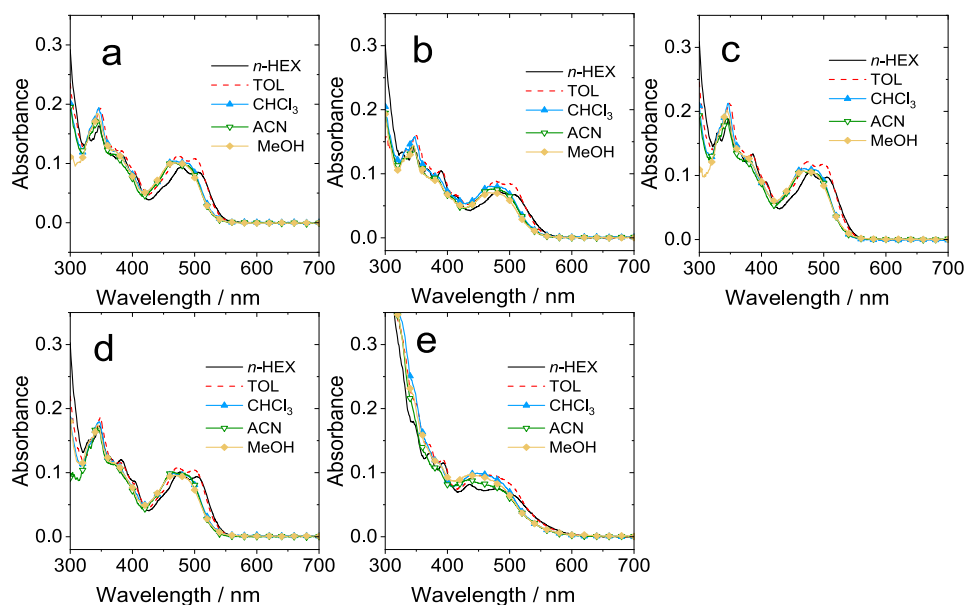 a
0.3
0.2
0.1
0.0
Absorbance
n-HEX
TOL
CHCl₃
ACN
MeOH
300 400 500 600 700
Wavelength / nm
b
0.3
0.2
0.1
0.0
Absorbance
n-HEX
TOL
CHCl₃
ACN
MeOH
300 400 500 600 700
Wavelength / nm
c
0.3
0.2
0.1
0.0
Absorbance
n-HEX
TOL
CHCl₃
ACN
MeOH
300 400 500 600 700
Wavelength / nm
d
0.3
0.2
0.1
0.0
Absorbance
n-HEX
TOL
CHCl₃
ACN
MeOH
300 400 500 600 700
Wavelength / nm
e
0.3
0.2
0.1
0.0
Absorbance
n-HEX
TOL
CHCl₃
ACN
MeOH
300 400 500 600 700
Wavelength / nm